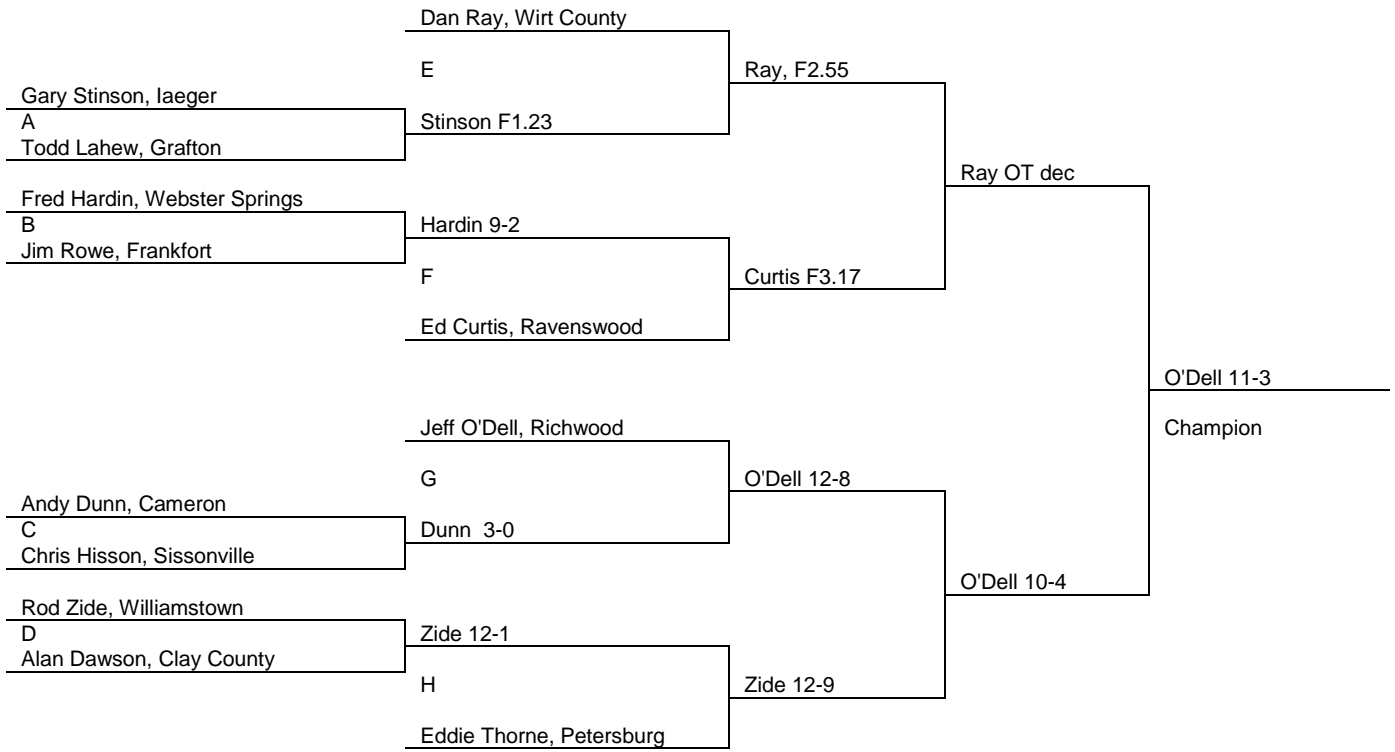 Dan Ray, Wirt County
E
Ray, F2.55
Gary Stinson, Iaeger
A
Stinson F1.23
Todd Lahew, Grafton
Ray OT dec
Fred Hardin, Webster Springs
B
Hardin 9-2
Jim Rowe, Frankfort
F
Curtis F3.17
Ed Curtis, Ravenswood
O'Dell 11-3
Jeff O'Dell, Richwood
Champion
G
O'Dell 12-8
Andy Dunn, Cameron
C
Dunn  3-0
Chris Hisson, Sissonville
O'Dell 10-4
Rod Zide, Williamstown
D
Zide 12-1
Alan Dawson, Clay County
H
Zide 12-9
Eddie Thorne, Petersburg